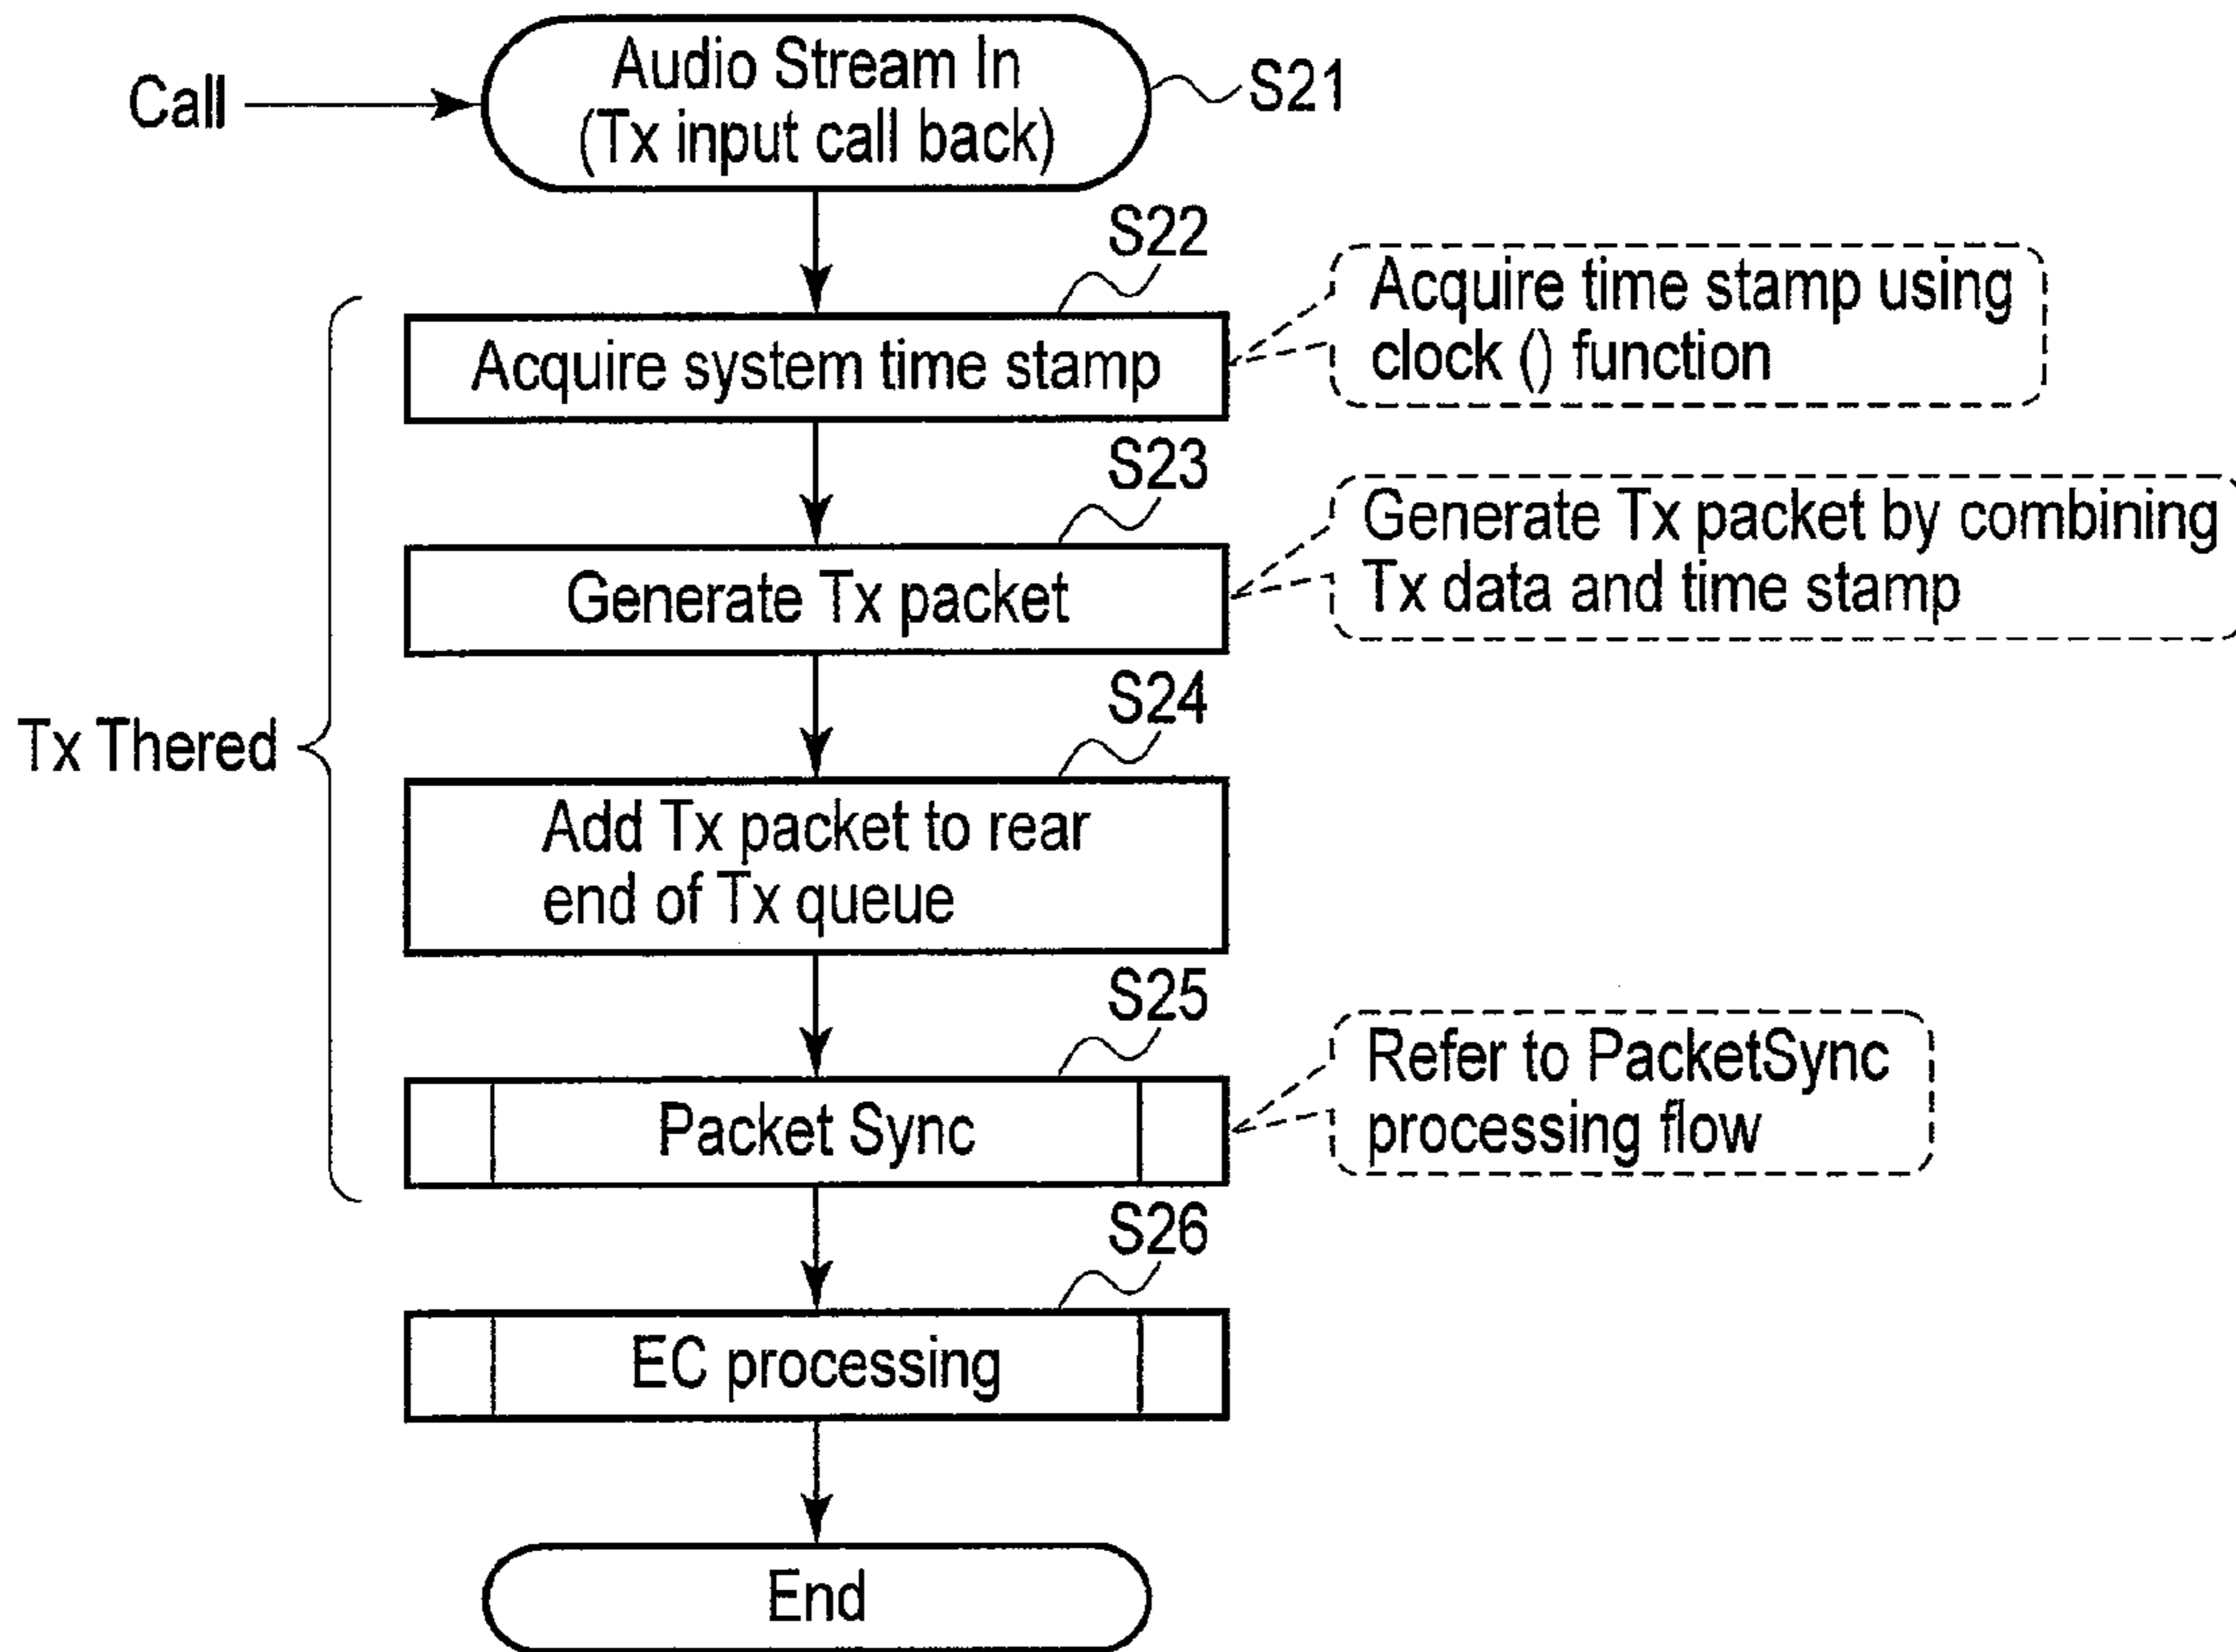 Call
Audio Stream In
(Tx input call back)
S21
S22
Acquire system time stamp
Acquire time stamp using
clock () function
S23
Generate Tx packet
Generate Tx packet by combining
Tx data and time stamp
Tx Thered
S24
Add Tx packet to rear
end of Tx queue
S25
Packet Sync
Refer to PacketSync
processing flow
S26
EC processing
End